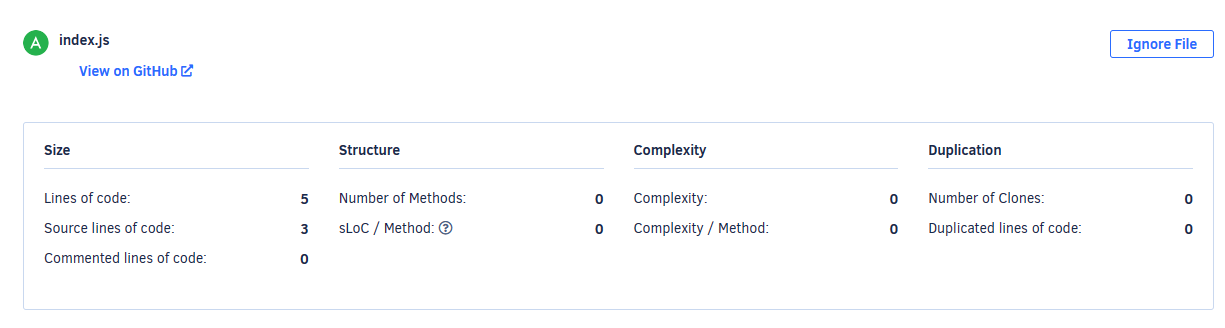 A index.js
Ignore File
View on GitHub
Size Structure Complexity Duplication
Lines of code: 5 Number of Methods: 0 Complexity: 0 Number of Clones: 0
Source lines of code: 3 sLoC / Method: ? 0 Complexity / Method: 0 Duplicated lines of code: 0
Commented lines of code: 0